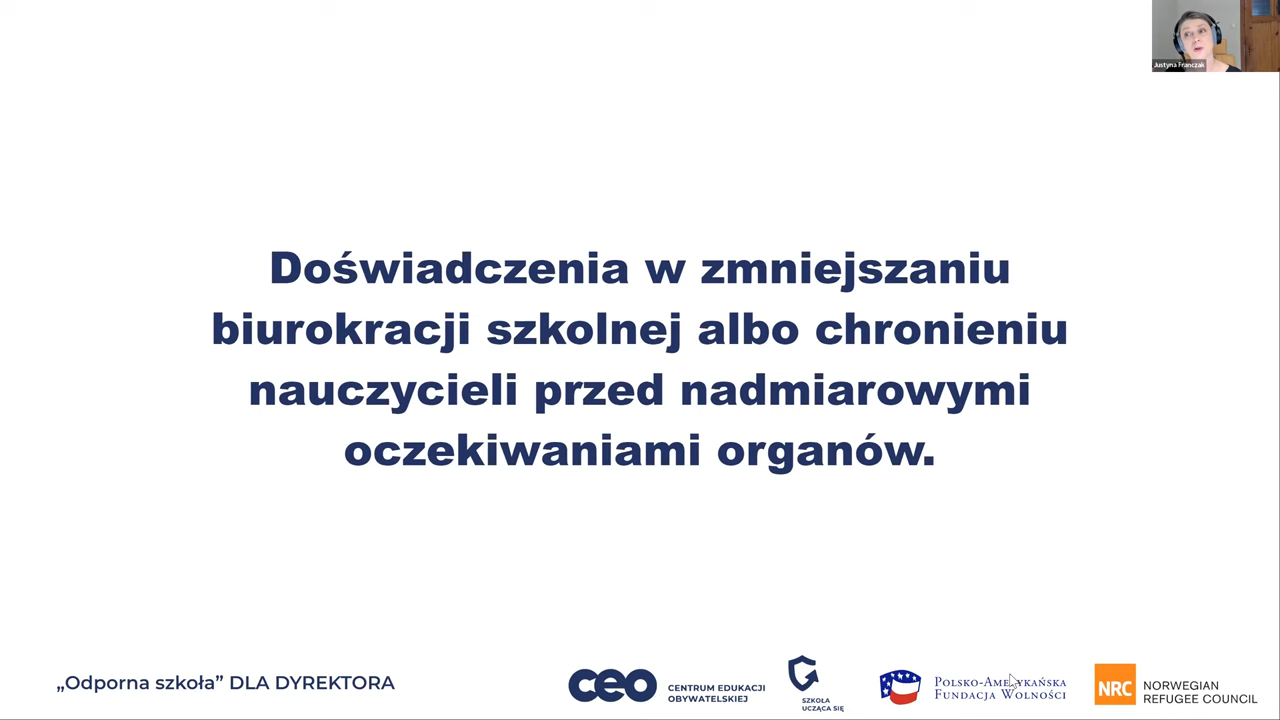 Justyna Franczak
Doświadczenia w zmniejszaniu
biurokracji szkolnej albo chronieniu
nauczycieli przed nadmiarowymi
oczekiwaniami organów.
„Odporna szkoła” DLA DYREKTORA
ceo
CENTRUM EDUKACJI
OBYWATELSKIEJ
SZKOŁA
UCZĄCA SIĘ
POLSKO-AMERYKAŃSKA
FUNDACJA WOLNOŚCI
NRC
NORWEGIAN
REFUGEE COUNCIL